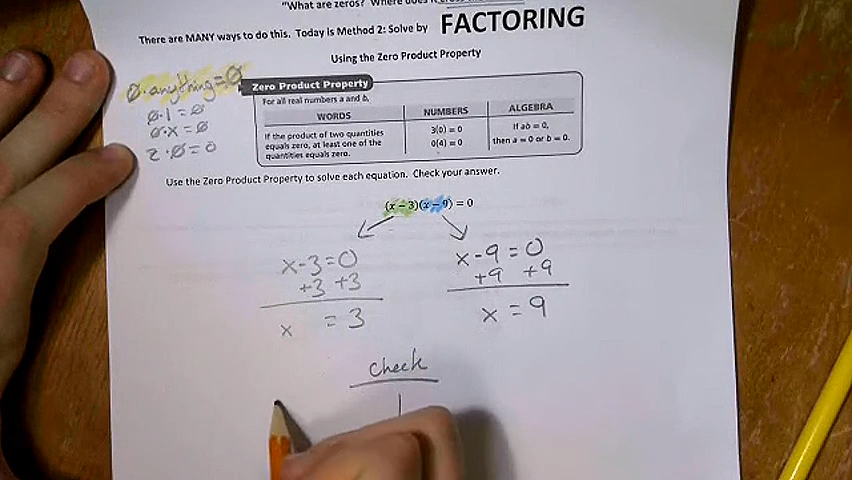 "What are zeros? Where does it cross the
There are MANY ways to do this. Today is Method 2: Solve by FACTORING
Using the Zero Product Property
0·anything=0
0·1=0
0·x=0
2·0=0
Zero Product Property
For all real numbers a and b,
WORDS NUMBERS ALGEBRA
If the product of two quantities equals zero, at least one of the quantities equals zero.
3(0) = 0
0(4) = 0
If ab = 0,
then a = 0 or b = 0.
Use the Zero Product Property to solve each equation. Check your answer.
(x − 3)(x − 9) = 0
x-3=0
+3 +3
x = 3
x-9=0
+9 +9
x = 9
check